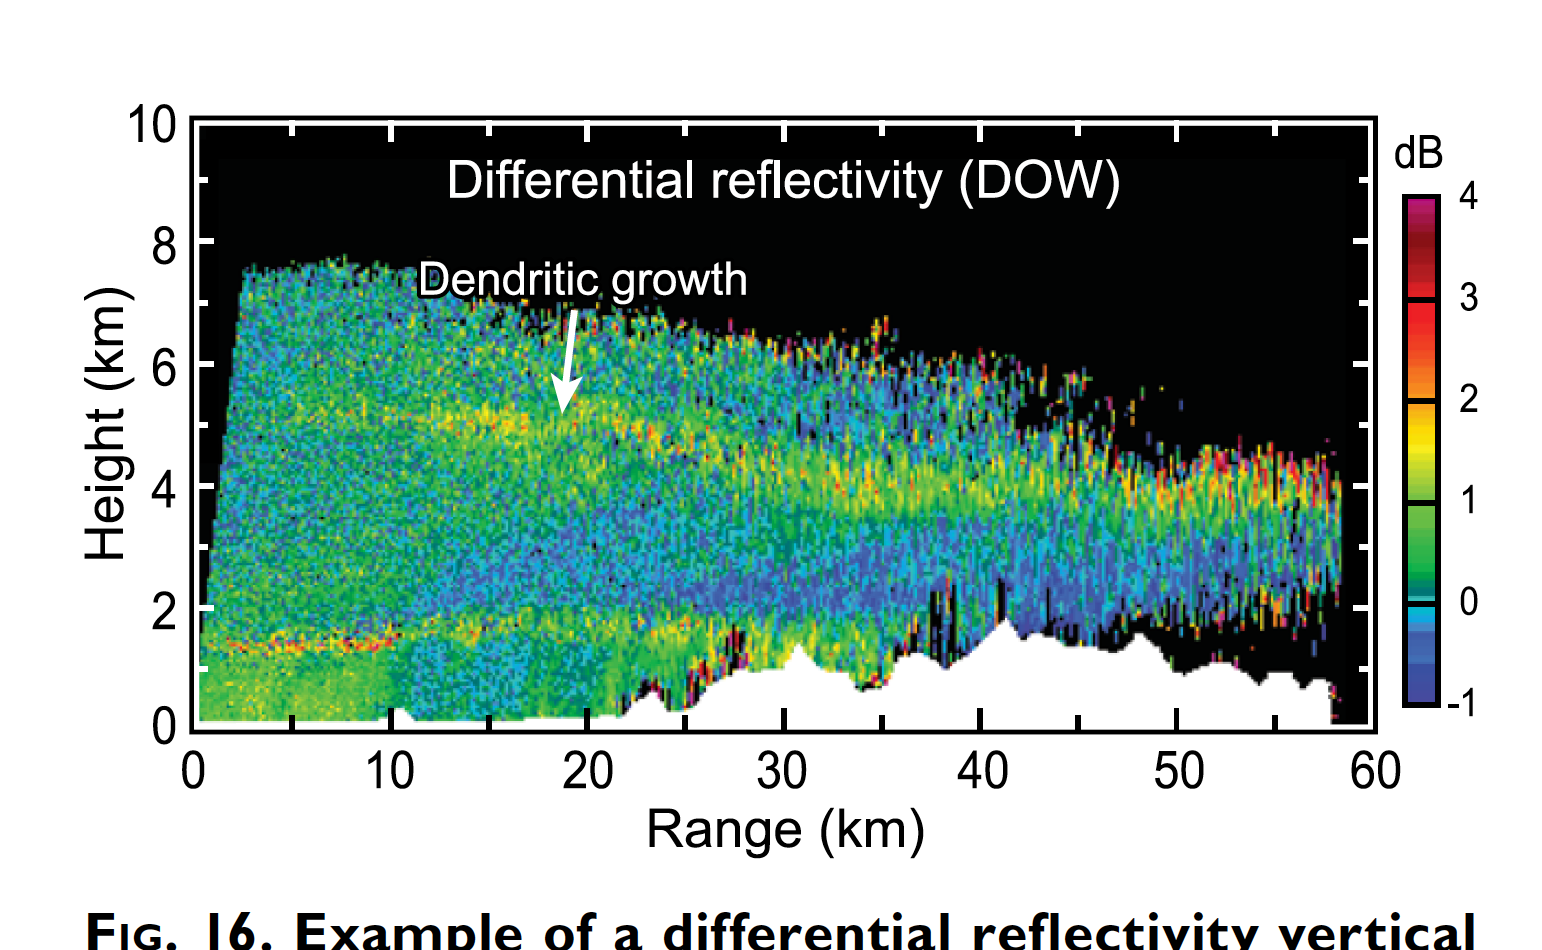 10
Differential reflectivity (DOW)
dB
4
8
Dendritic growth
3
6
2
Height (km)
4
1
2
0
0
-1
0 10 20 30 40 50 60
Range (km)
FIG. 16. Example of a differential reflectivity vertical